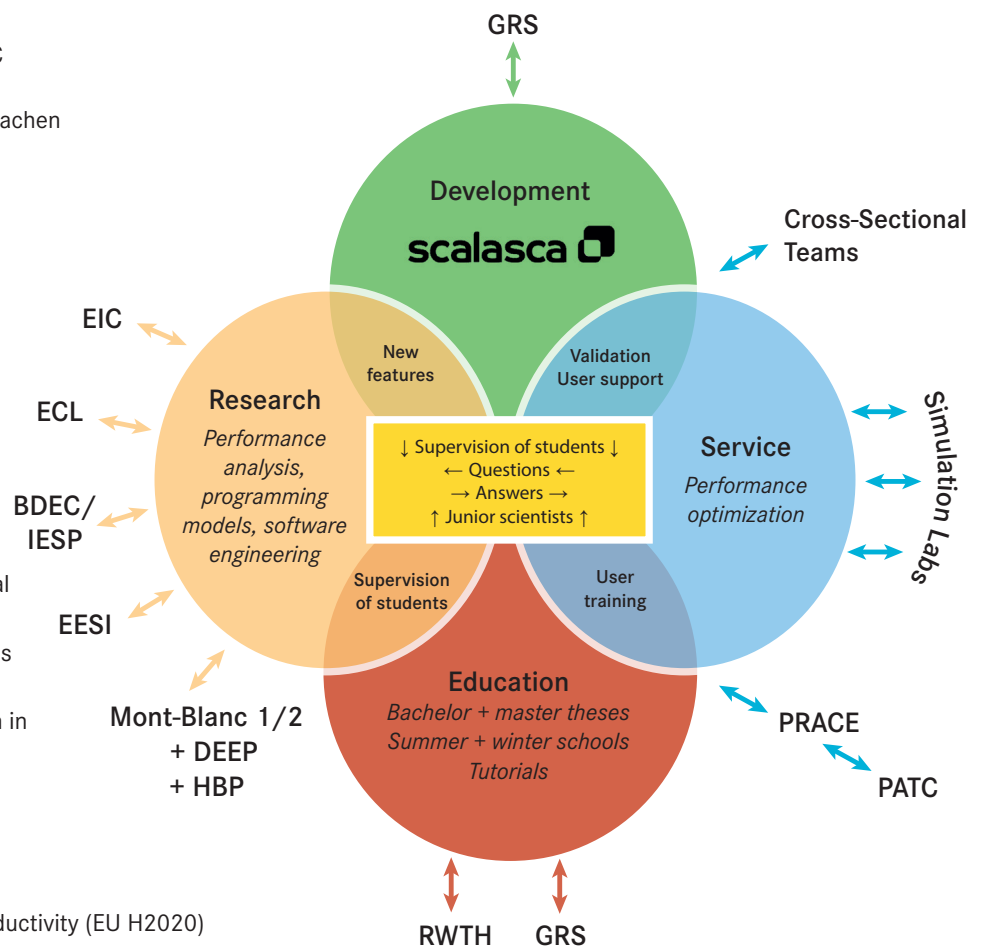 GRS
achen
Development
scalasca
Cross-Sectional
Teams
EIC
New
features
Validation
User support
ECL
Research
Performance
analysis,
programming
models, software
engineering
↓ Supervision of students ↓
← Questions ←
→ Answers →
↑ Junior scientists ↑
Service
Performance
optimization
Simulation Labs
BDEC/
IESP
al
Supervision
of students
User
training
EESI
s
Education
Bachelor + master theses
Summer + winter schools
Tutorials
n in
Mont-Blanc 1/2
+ DEEP
+ HBP
PRACE
PATC
ductivity (EU H2020)
RWTH
GRS